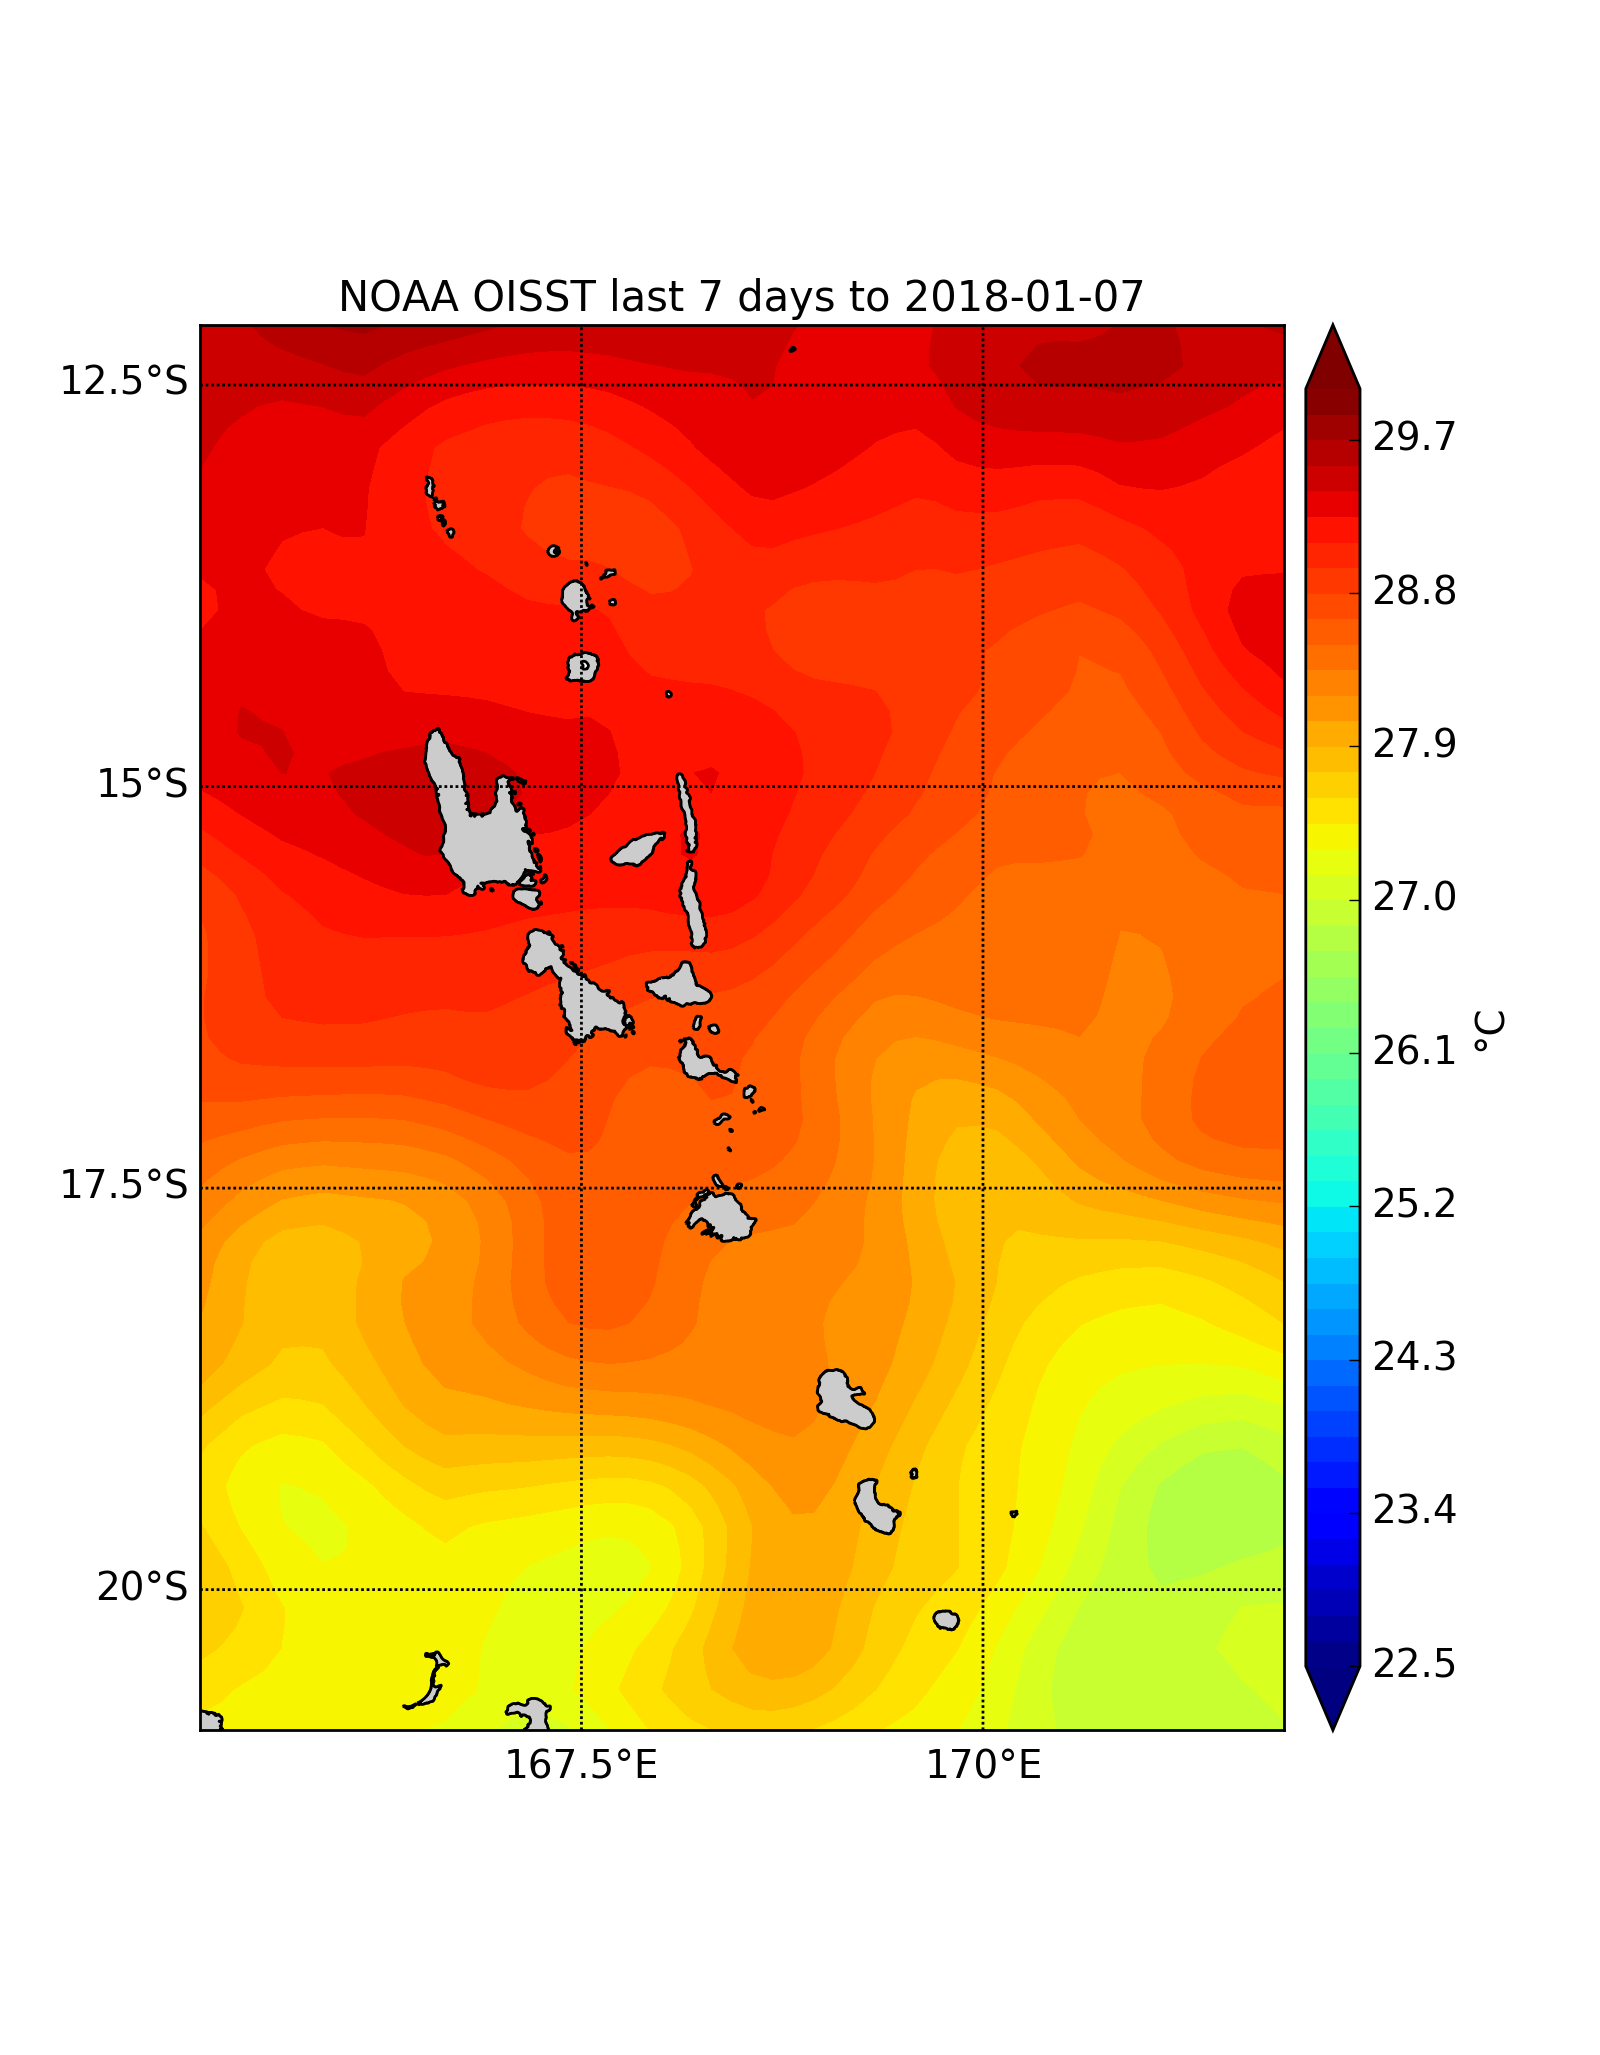 NOAA OISST last 7 days to 2018-01-07
12.5°S
15°S
17.5°S
20°S
167.5°E
170°E
29.7
28.8
27.9
27.0
26.1
25.2
24.3
23.4
22.5
°C